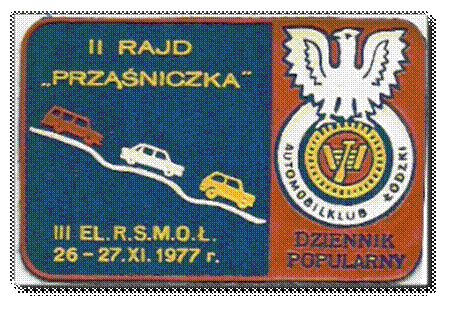 II RAJD
„PRZĄŚNICZKA”
III EL.R.S.M.O.Ł.
26-27.XI.1977 r.
AUTOMOBILKLUB ŁÓDZKI
DZIENNIK
POPULARNY